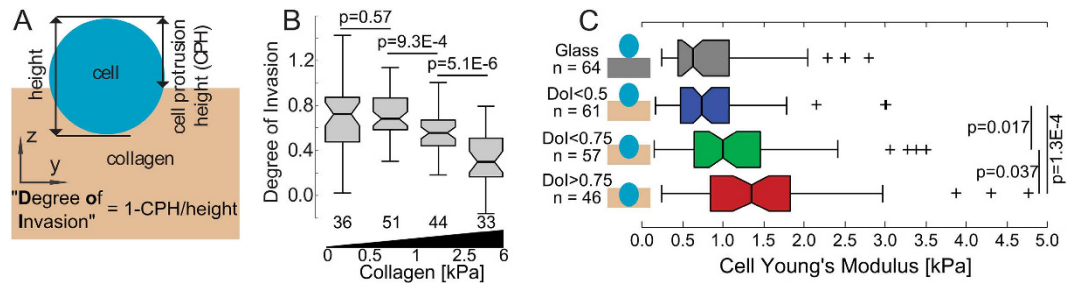 A
height
cell
cell protrusion
height (CPH)
z
y
collagen
"Degree of
Invasion" = 1-CPH/height
B
p=0.57
p=9.3E-4
p=5.1E-6
Degree of Invasion
1.2
0.8
0.4
0.0
36 51 44 33
0 0.5 1 2.5 6
Collagen [kPa]
C
Glass
n = 64
DoI<0.5
n = 61
DoI<0.75
n = 57
DoI>0.75
n = 46
p=0.017
p=0.037
p=1.3E-4
0.0 0.5 1.0 1.5 2.0 2.5 3.0 3.5 4.0 4.5 5.0
Cell Young's Modulus [kPa]